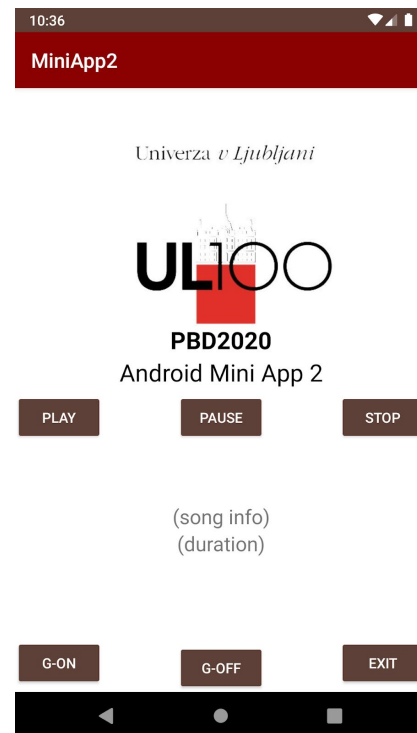 10:36
MiniApp2
Univerza v Ljubljani
UL100
PBD2020
Android Mini App 2
PLAY PAUSE STOP
(song info)
(duration)
G-ON G-OFF EXIT